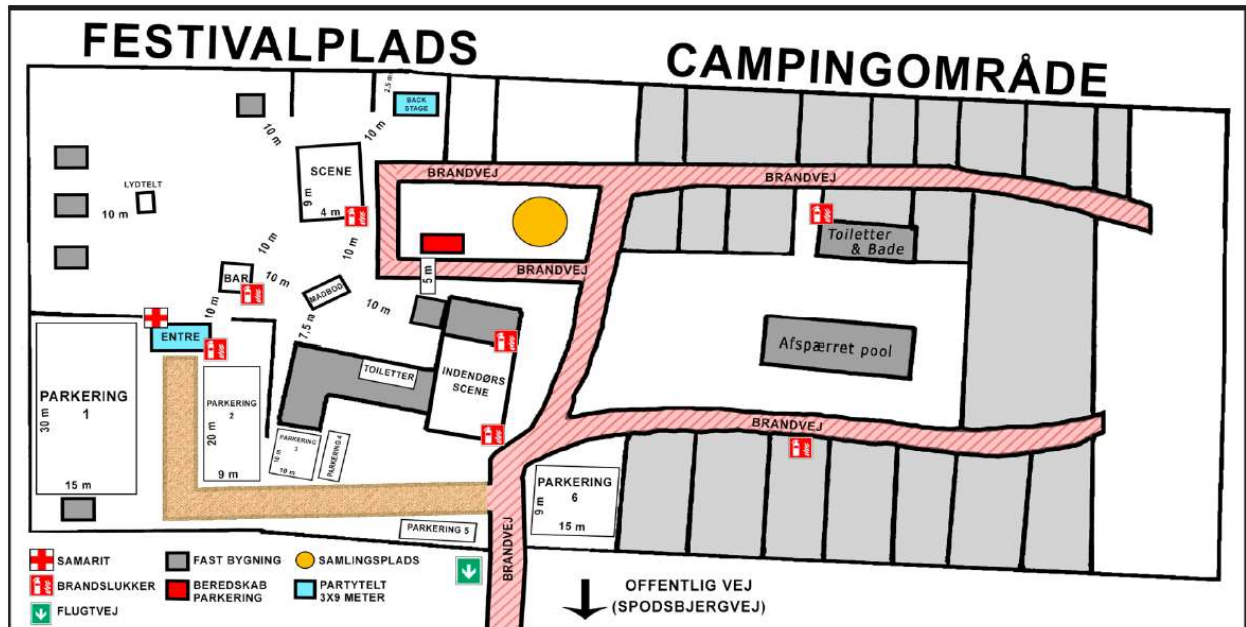 FESTIVALPLADS
CAMPINGOMRÅDE
2,5 m
BACK
STAGE
10 m
10 m
SCENE
9 m
4 m
LYDTELT
10 m
BRANDVEJ
BRANDVEJ
BRANDVEJ
Toiletter
& Bade
10 m
10 m
BAR
10 m
MADBOD
10 m
5 m
10 m
7,5 m
ENTRE
TOILETTER
INDENDØRS
SCENE
Afspærret pool
PARKERING
1
30 m
15 m
PARKERING
2
20 m
9 m
PARKERING
3
10 m
PARKERING 4
BRANDVEJ
PARKERING
6
9 m
15 m
PARKERING 5
BRANDVEJ
SAMARIT
FAST BYGNING
SAMLINGSPLADS
BRANDSLUKKER
BEREDSKAB
PARKERING
PARTYTELT
3X9 METER
FLUGTVEJ
OFFENTLIG VEJ
(SPODSBJERGVEJ)